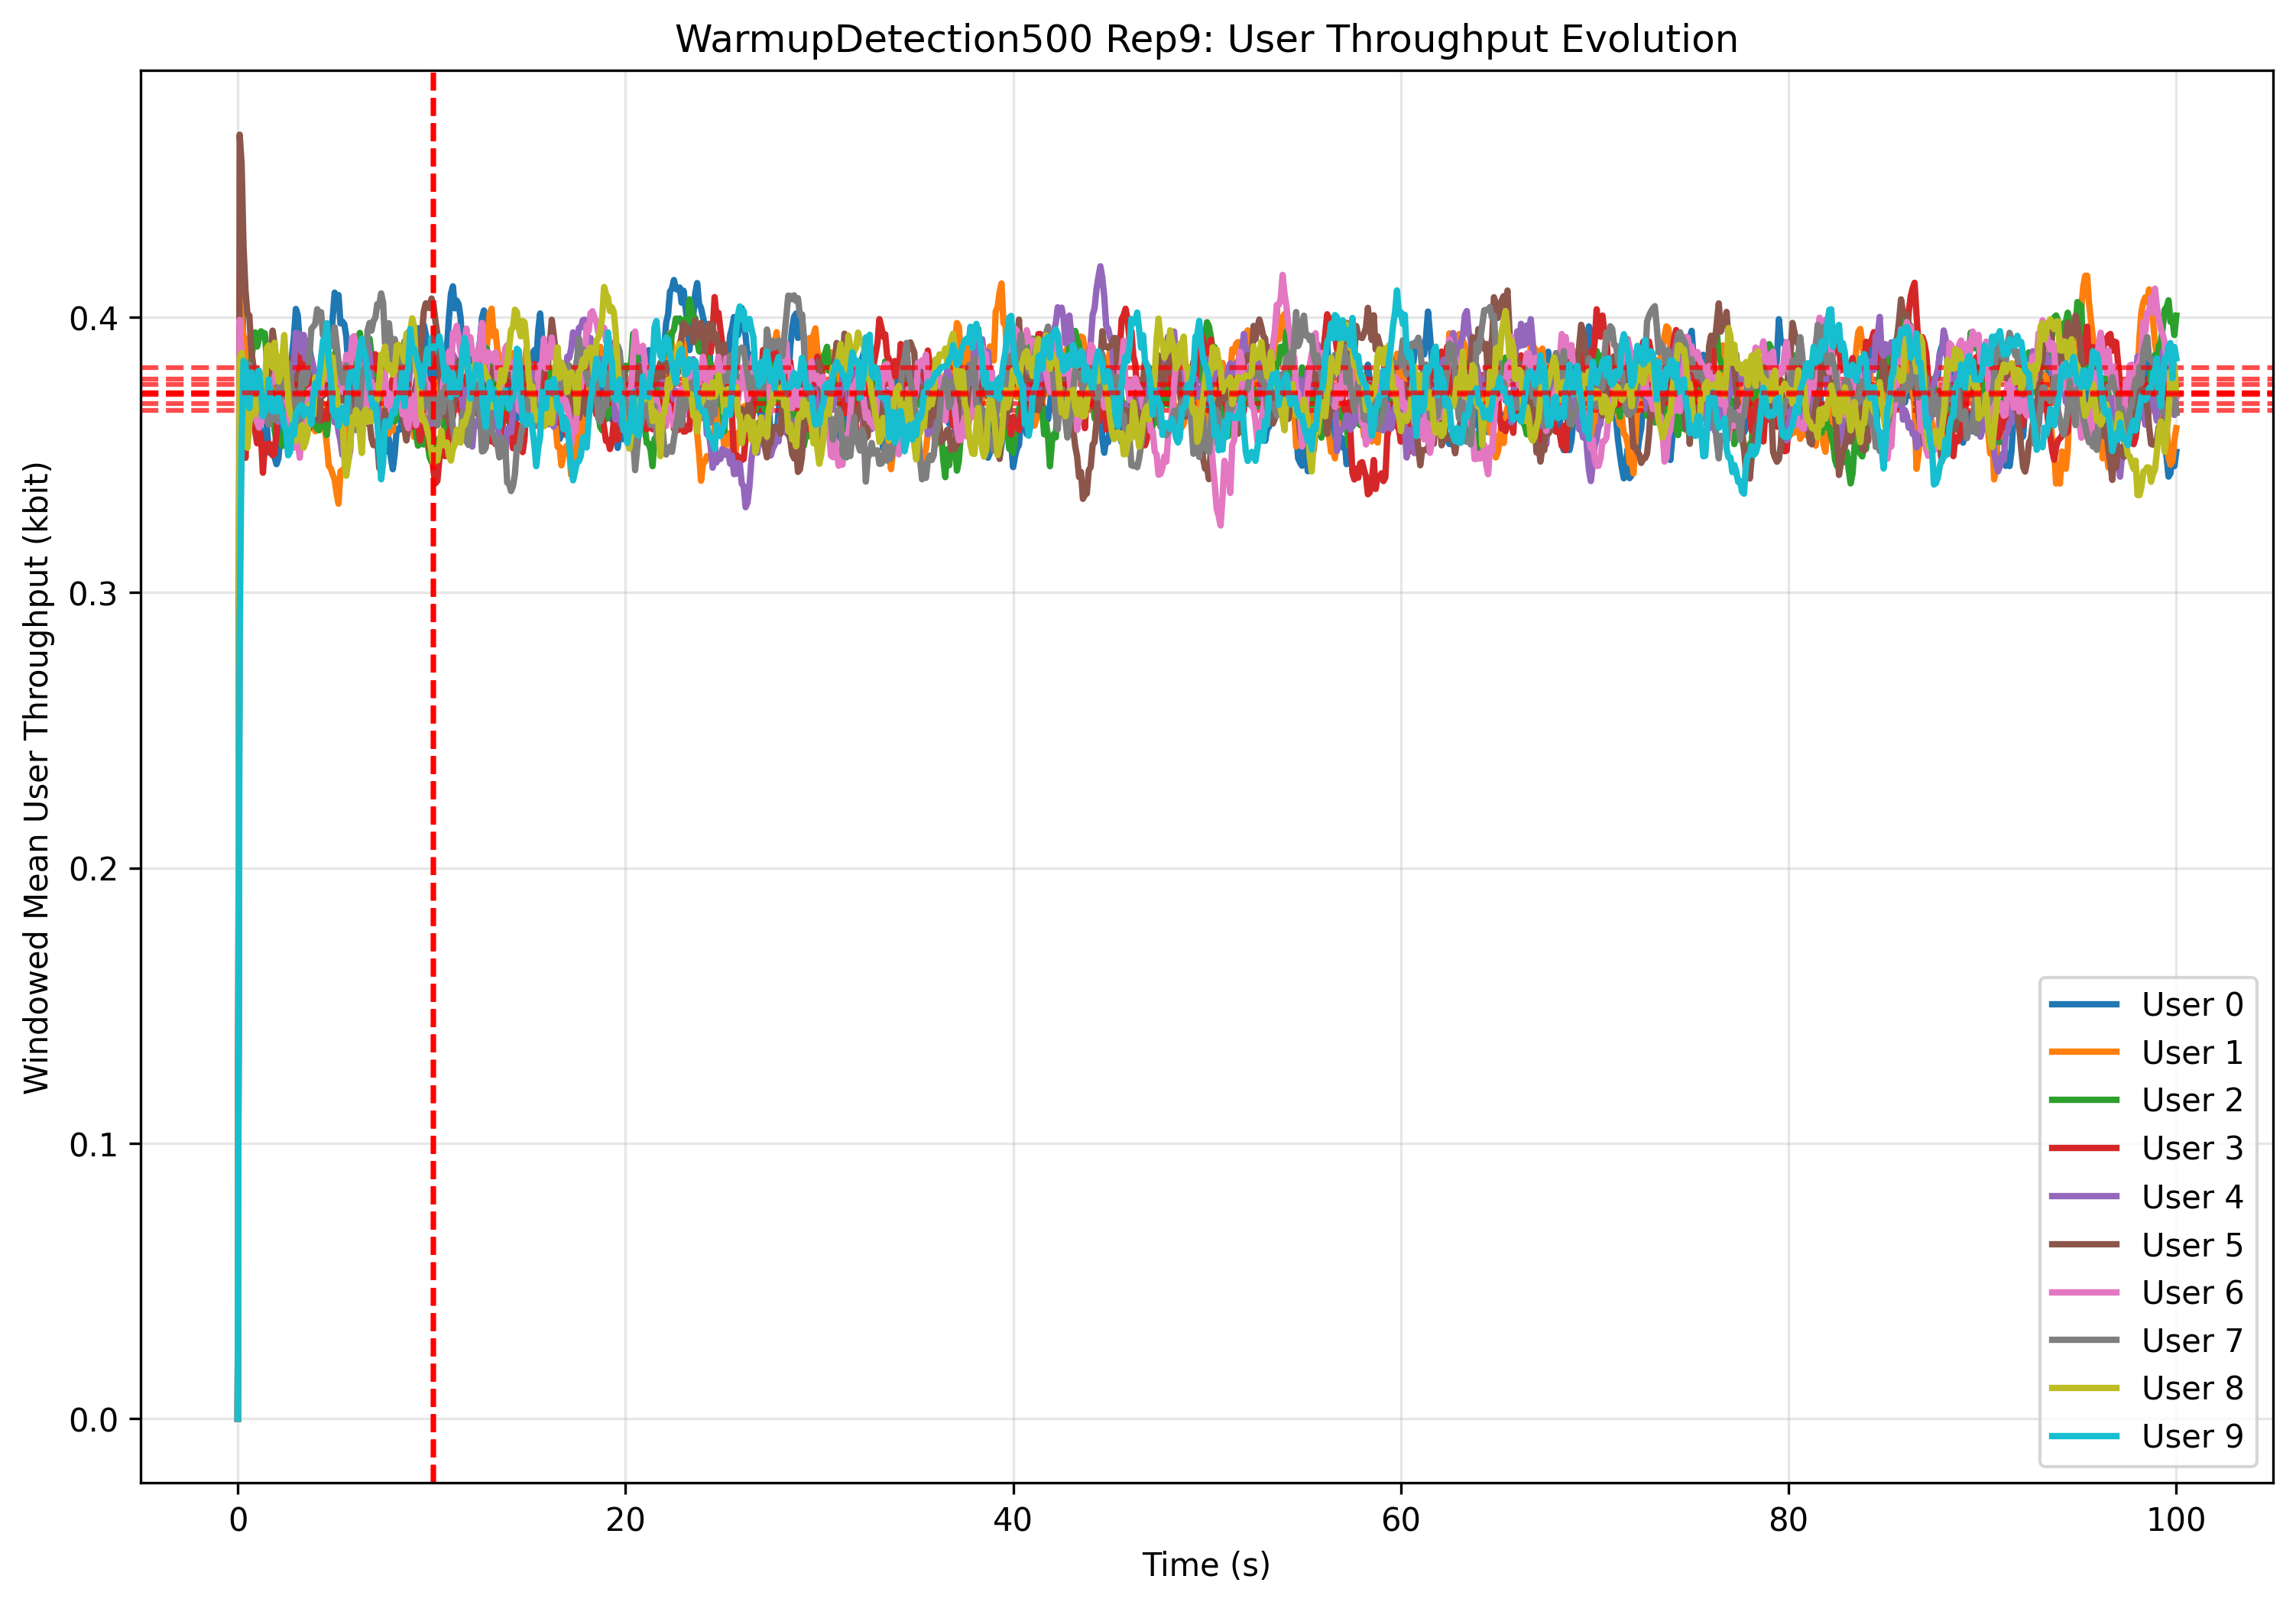 WarmupDetection500 Rep9: User Throughput Evolution
Windowed Mean User Throughput (kbit)
0.4
0.3
0.2
0.1
0.0
0 20 40 60 80 100
Time (s)
User 0
User 1
User 2
User 3
User 4
User 5
User 6
User 7
User 8
User 9